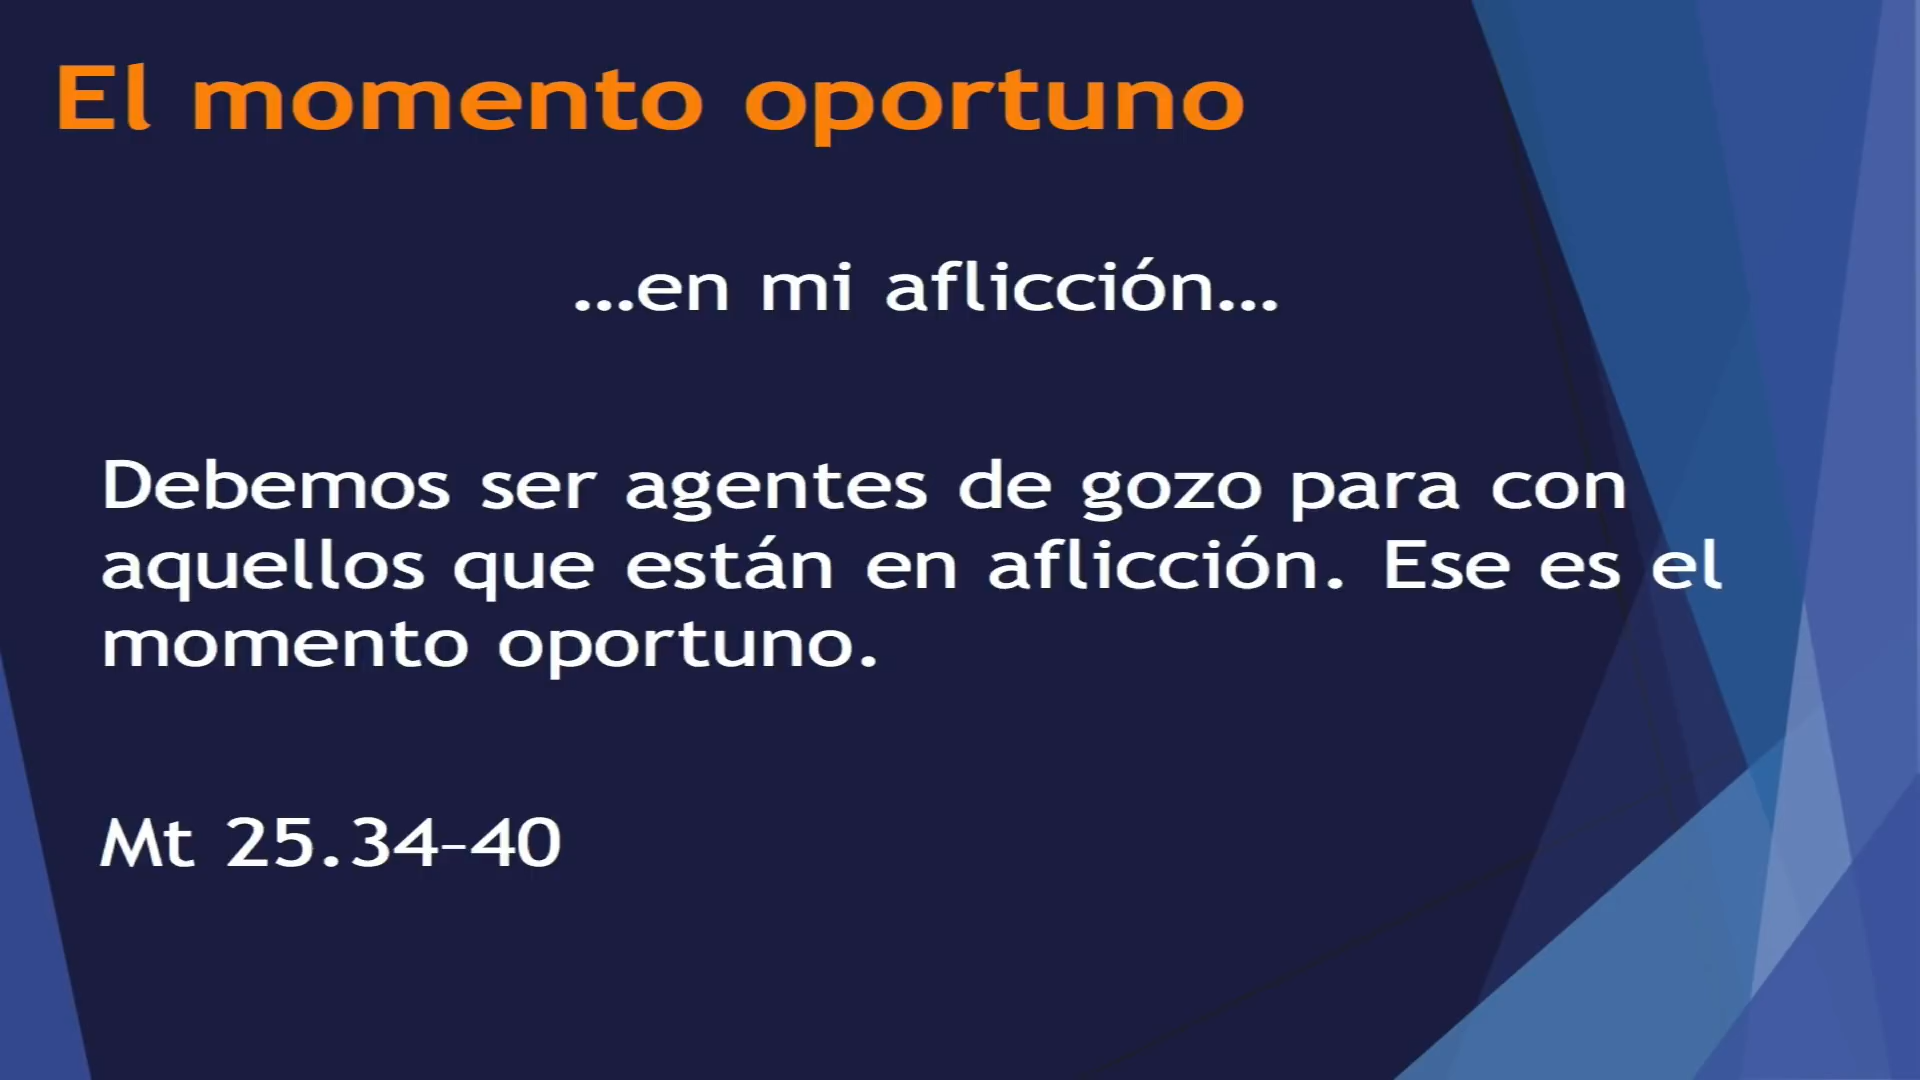 El momento oportuno
...en mi aflicción...
Debemos ser agentes de gozo para con
aquellos que están en aflicción. Ese es el
momento oportuno.
Mt 25.34-40